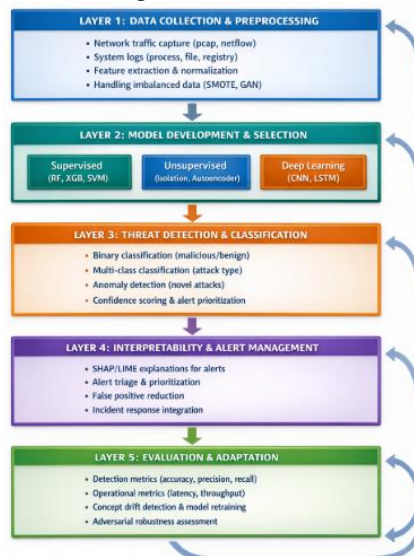 LAYER 1: DATA COLLECTION & PREPROCESSING
• Network traffic capture (pcap, netflow)
• System logs (process, file, registry)
• Feature extraction & normalization
• Handling imbalanced data (SMOTE, GAN)
LAYER 2: MODEL DEVELOPMENT & SELECTION
Supervised
(RF, XGB, SVM)
Unsupervised
(Isolation, Autoencoder)
Deep Learning
(CNN, LSTM)
LAYER 3: THREAT DETECTION & CLASSIFICATION
• Binary classification (malicious/benign)
• Multi-class classification (attack type)
• Anomaly detection (novel attacks)
• Confidence scoring & alert prioritization
LAYER 4: INTERPRETABILITY & ALERT MANAGEMENT
• SHAP/LIME explanations for alerts
• Alert triage & prioritization
• False positive reduction
• Incident response integration
LAYER 5: EVALUATION & ADAPTATION
• Detection metrics (accuracy, precision, recall)
• Operational metrics (latency, throughput)
• Concept drift detection & model retraining
• Adversarial robustness assessment